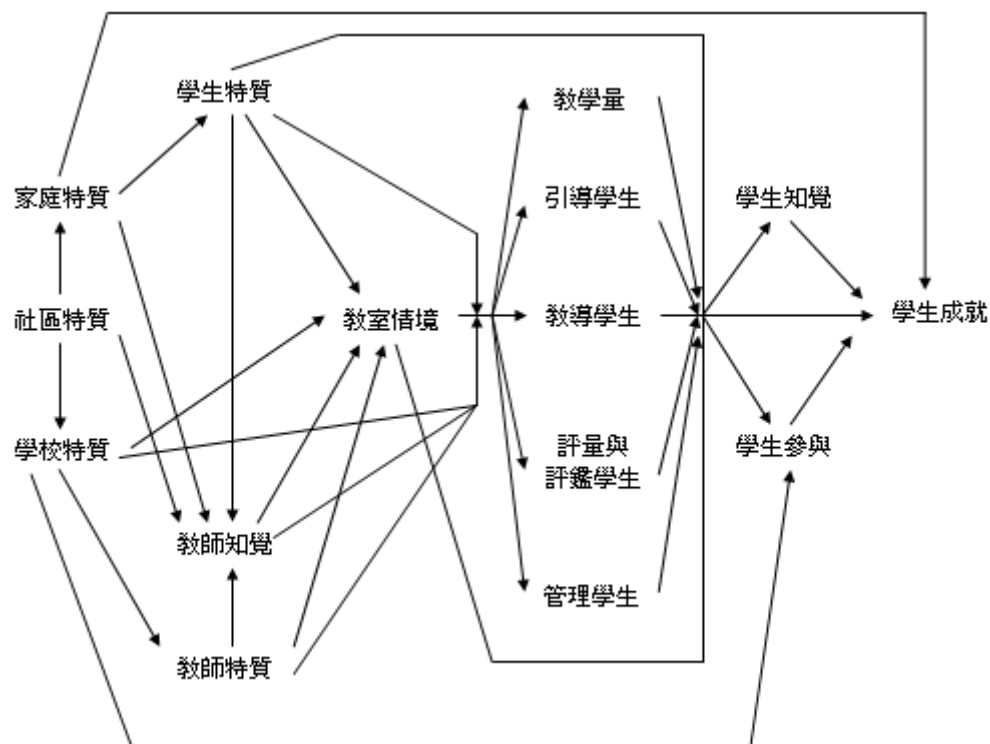 學生特質
教學量
家庭特質
引導學生
學生知覺
社區特質
教室情境
教導學生
學生成就
學校特質
評量與
評鑑學生
學生參與
教師知覺
管理學生
教師特質